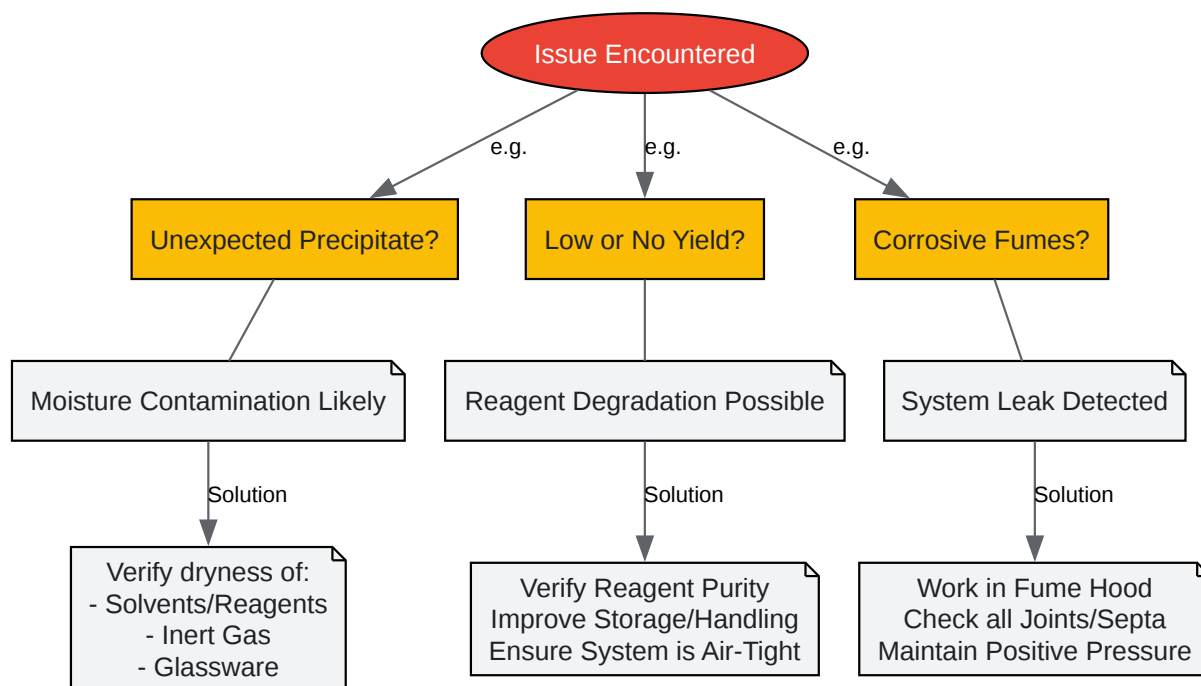 Issue Encountered
e.g.
e.g.
e.g.
Unexpected Precipitate?
Low or No Yield?
Corrosive Fumes?
Moisture Contamination Likely
Reagent Degradation Possible
System Leak Detected
Solution
Solution
Solution
Verify dryness of:
- Solvents/Reagents
- Inert Gas
- Glassware
Verify Reagent Purity
Improve Storage/Handling
Ensure System is Air-Tight
Work in Fume Hood
Check all Joints/Septa
Maintain Positive Pressure